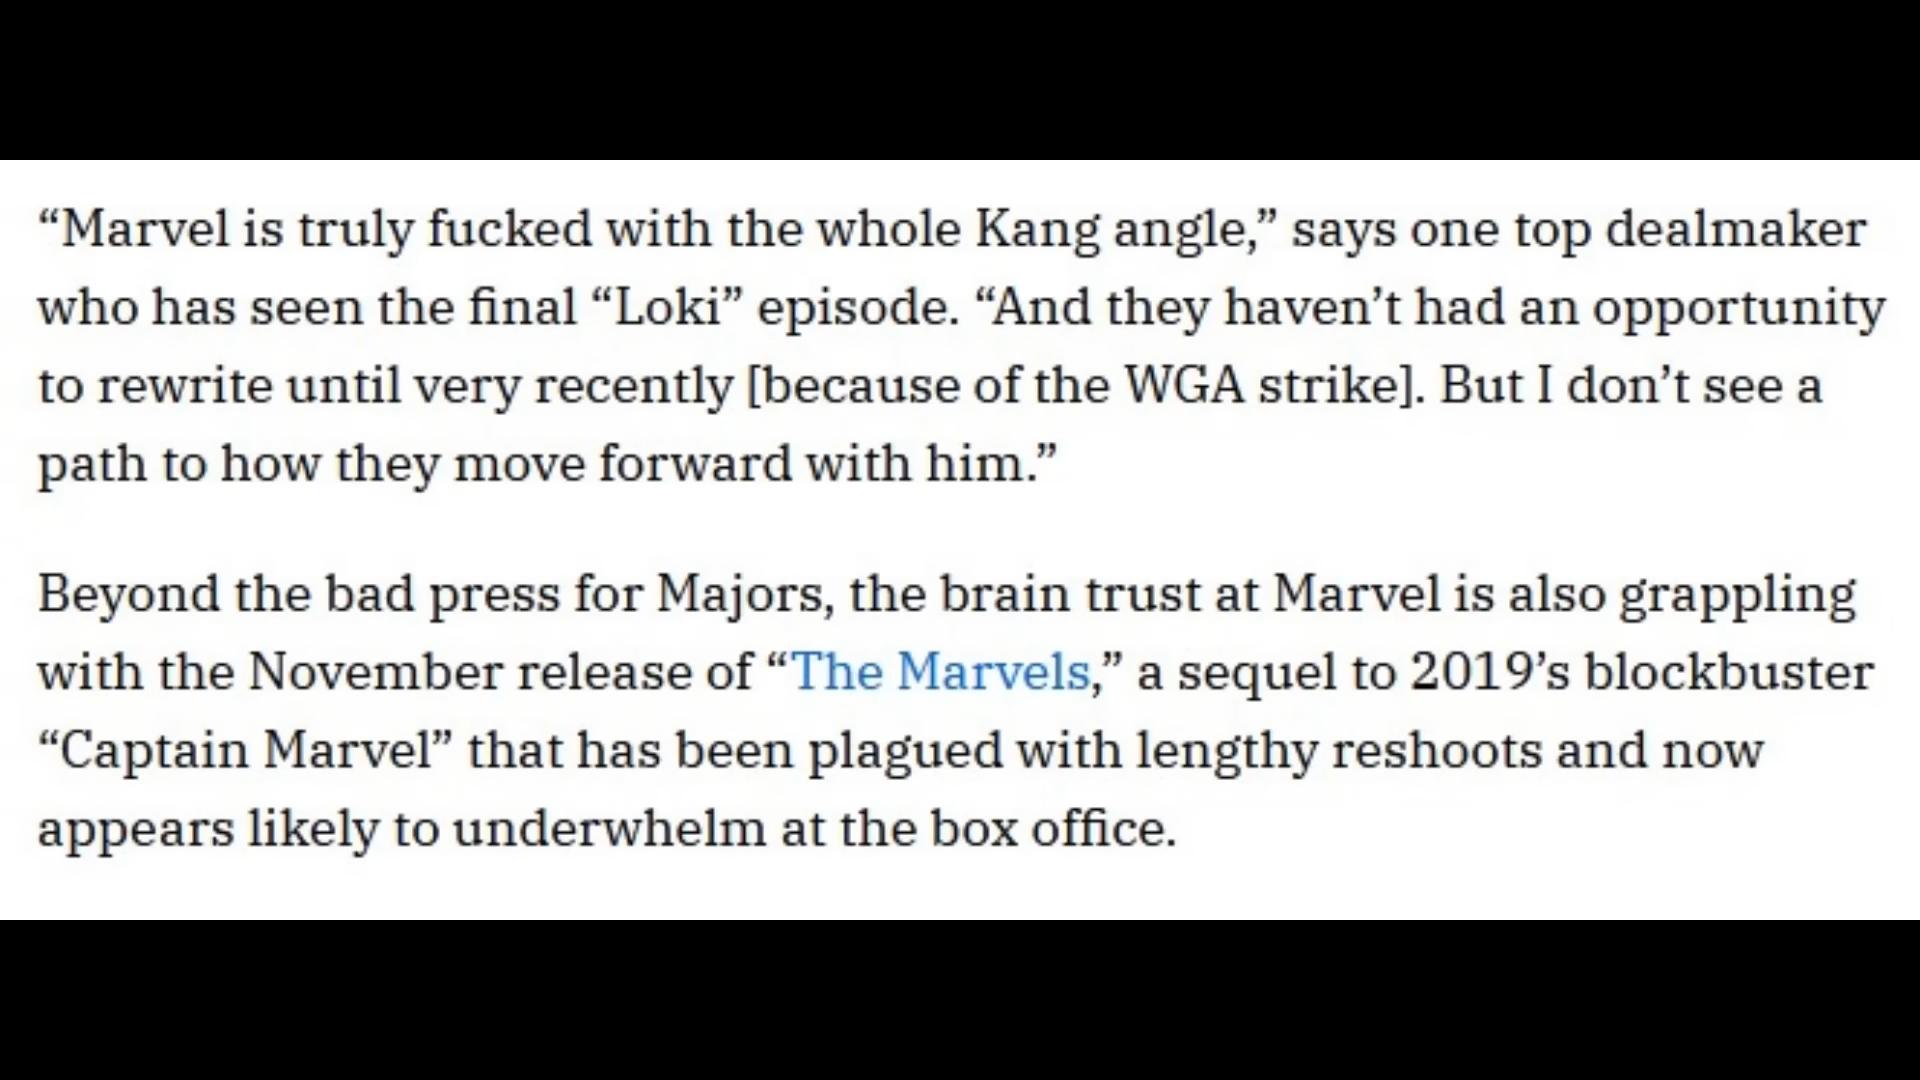 “Marvel is truly fucked with the whole Kang angle,” says one top dealmaker
who has seen the final “Loki” episode. “And they haven’t had an opportunity
to rewrite until very recently [because of the WGA strike]. But I don’t see a
path to how they move forward with him.”
Beyond the bad press for Majors, the brain trust at Marvel is also grappling
with the November release of “The Marvels,” a sequel to 2019’s blockbuster
“Captain Marvel” that has been plagued with lengthy reshoots and now
appears likely to underwhelm at the box office.